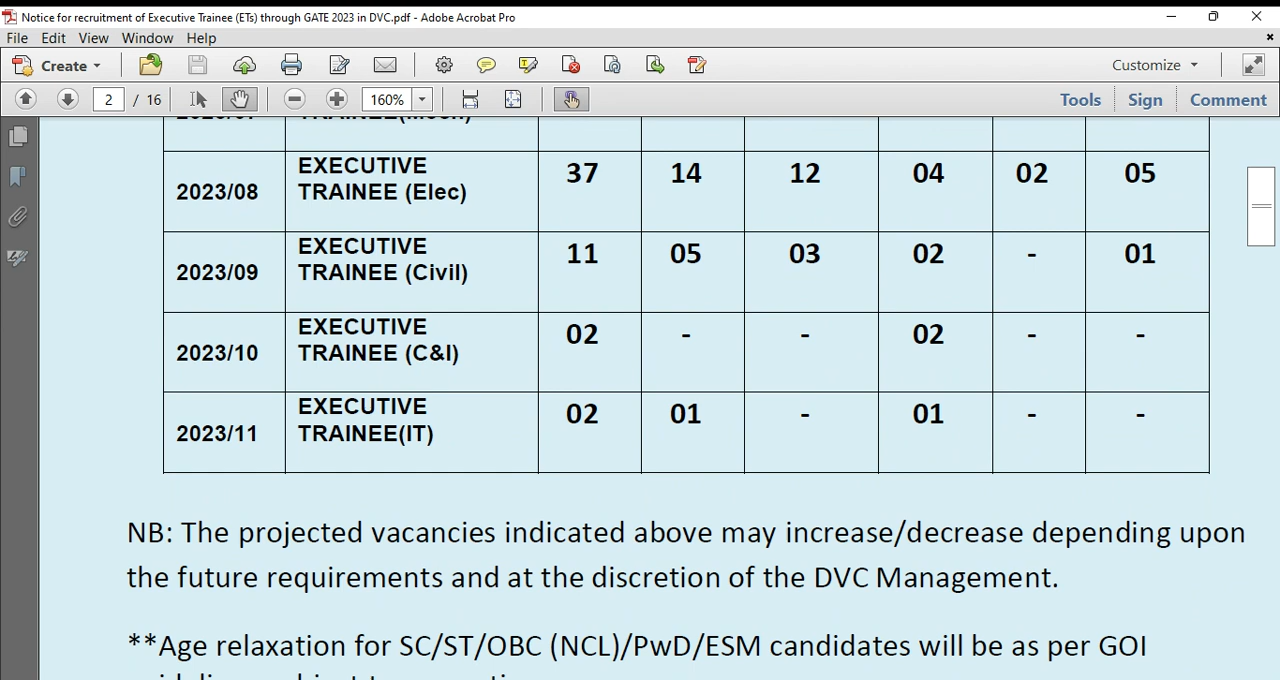 Notice for recruitment of Executive Trainee (ETs) through GATE 2023 in DVC.pdf - Adobe Acrobat Pro
File Edit View Window Help
Create Customize
2 / 16 160% Tools Sign Comment
2023/08 EXECUTIVE TRAINEE (Elec) 37 14 12 04 02 05
2023/09 EXECUTIVE TRAINEE (Civil) 11 05 03 02 - 01
2023/10 EXECUTIVE TRAINEE (C&I) 02 - - 02 - -
2023/11 EXECUTIVE TRAINEE(IT) 02 01 - 01 - -
NB: The projected vacancies indicated above may increase/decrease depending upon
the future requirements and at the discretion of the DVC Management.
**Age relaxation for SC/ST/OBC (NCL)/PwD/ESM candidates will be as per GOI